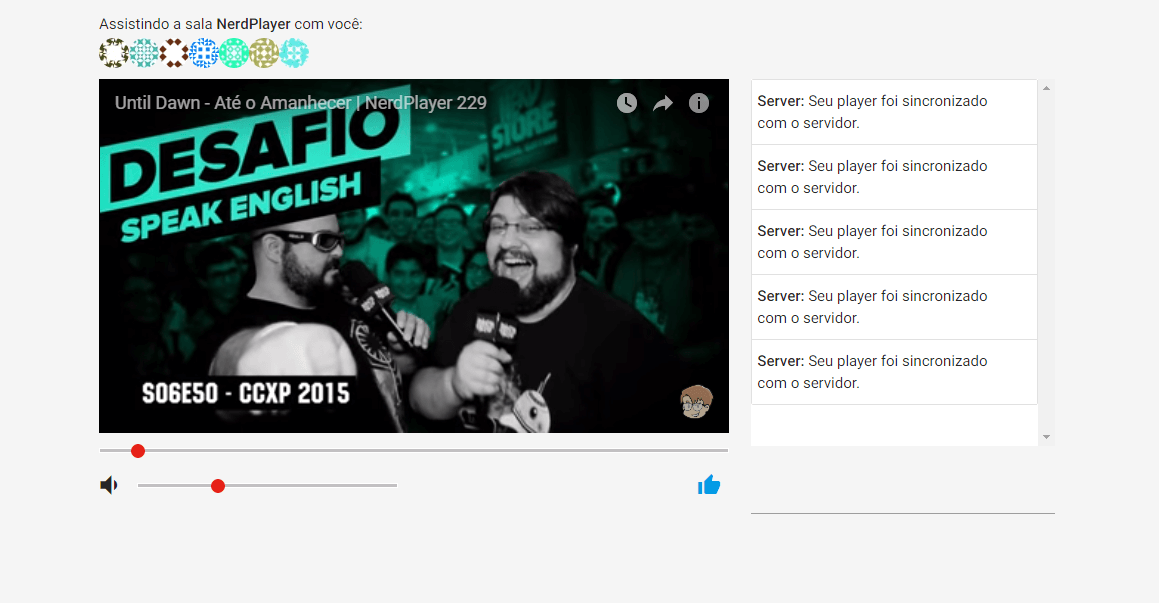 Assistindo a sala NerdPlayer com você:
Until Dawn - Até o Amanhecer | NerdPlayer 229
DESAFIO
SPEAK ENGLISH
STORE
S06E50 - CCXP 2015
Server: Seu player foi sincronizado
com o servidor.
Server: Seu player foi sincronizado
com o servidor.
Server: Seu player foi sincronizado
com o servidor.
Server: Seu player foi sincronizado
com o servidor.
Server: Seu player foi sincronizado
com o servidor.